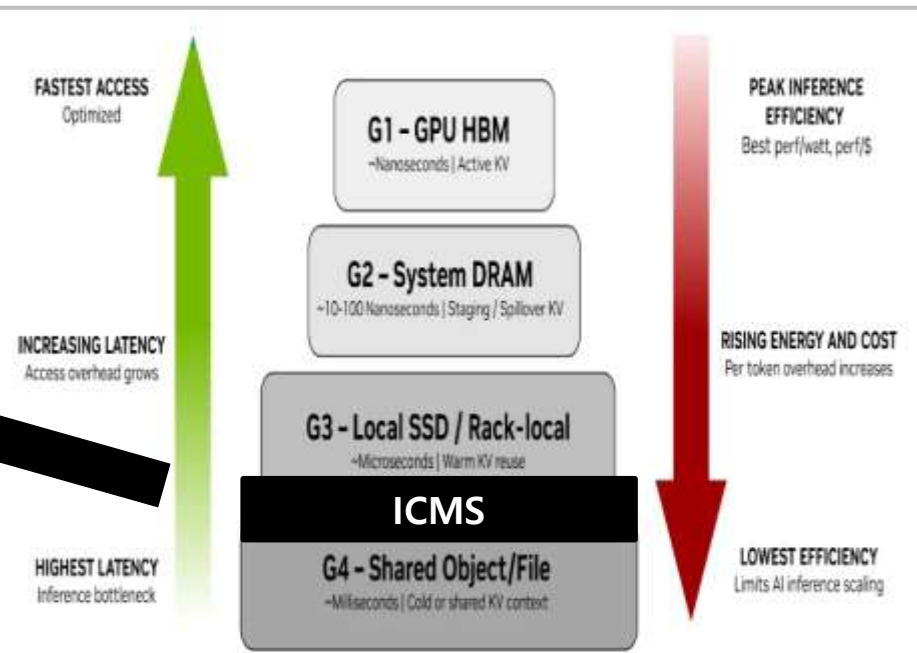 FASTEST ACCESS
Optimized
G1 – GPU HBM
~Nanoseconds | Active KV
PEAK INFERENCE
EFFICIENCY
Best perf/watt, perf/$
G2 – System DRAM
~10-100 Nanoseconds | Staging / Spillover KV
INCREASING LATENCY
Access overhead grows
RISING ENERGY AND COST
Per token overhead increases
G3 – Local SSD / Rack-local
~Microseconds | Warm KV reuse
ICMS
HIGHEST LATENCY
Inference bottleneck
G4 – Shared Object/File
~Milliseconds | Cold or shared KV context
LOWEST EFFICIENCY
Limits AI inference scaling